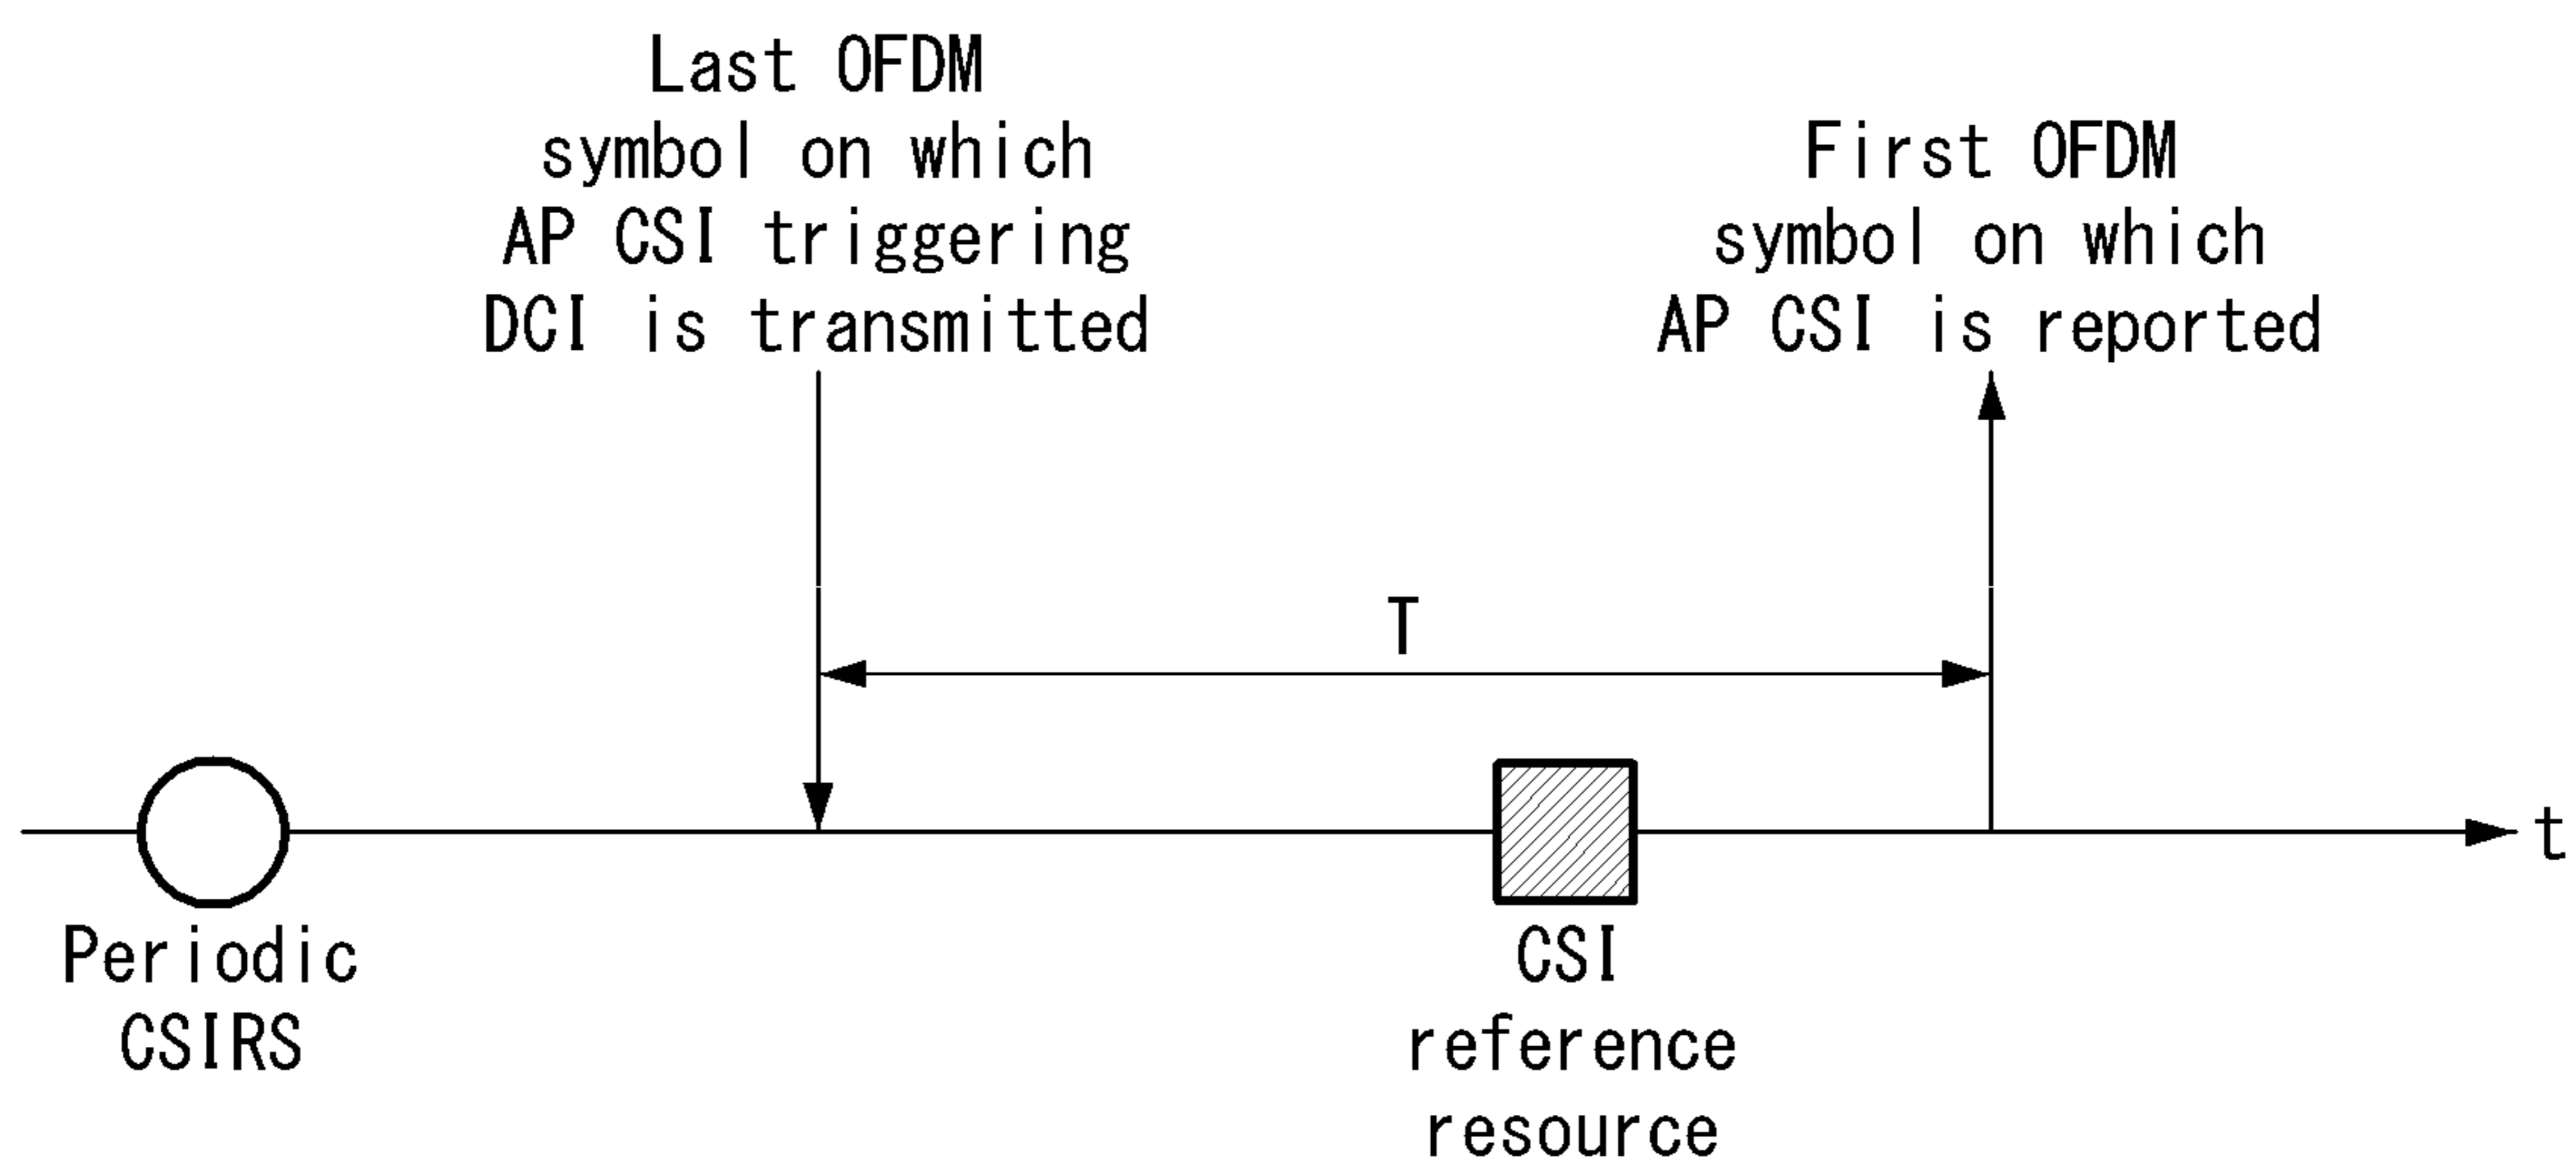 Last OFDM
symbol on which
AP CSI triggering
DCI is transmitted
First OFDM
symbol on which
AP CSI is reported
T
t
Periodic
CSIRS
CSI
reference
resource